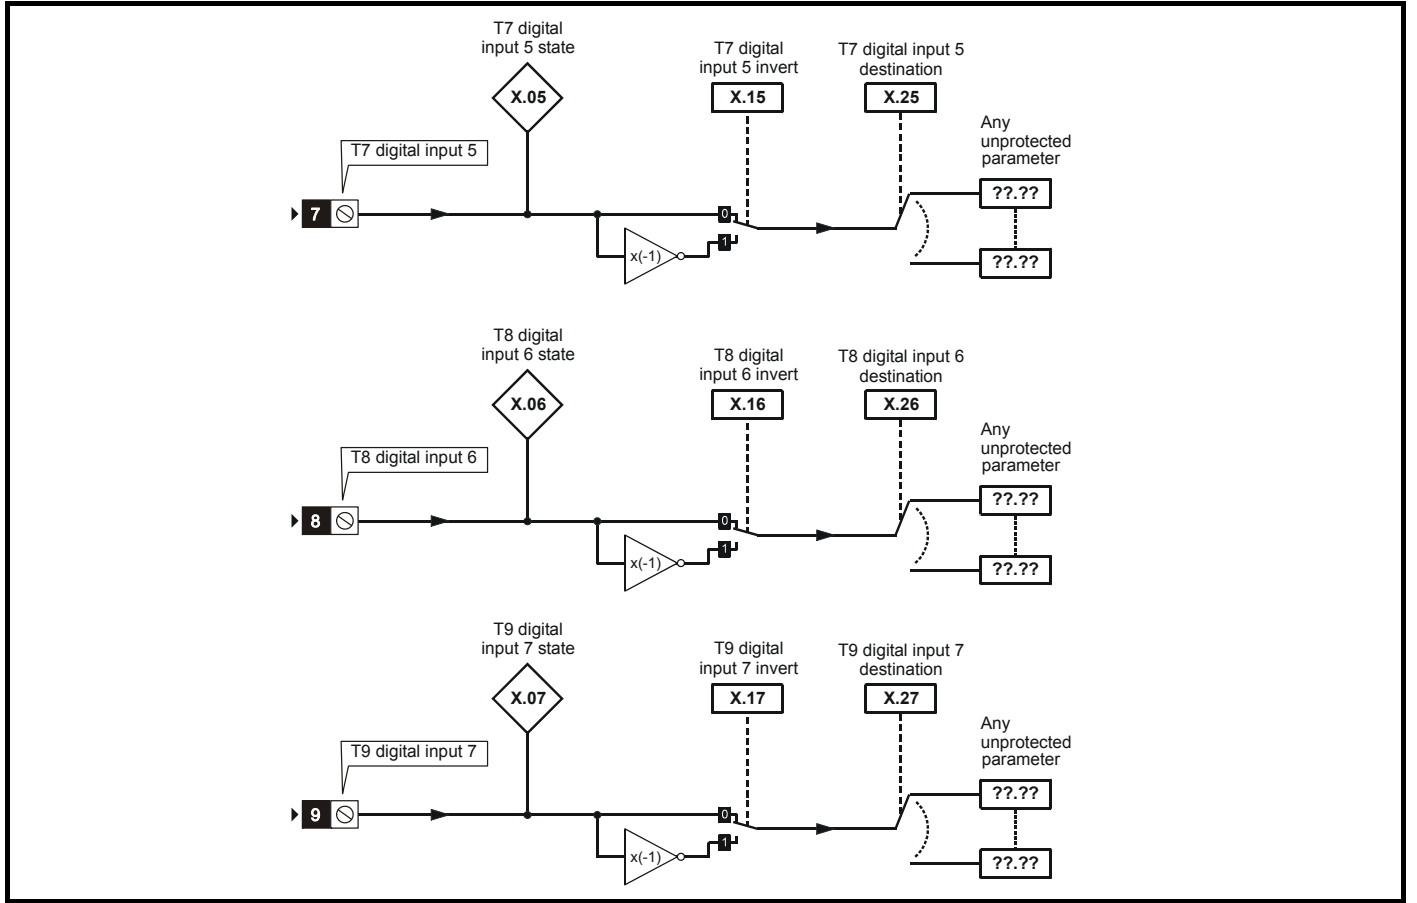 T7 digital
input 5 state
T7 digital
input 5 invert
T7 digital input 5
destination
X.05
X.15
X.25
Any
unprotected
parameter
T7 digital input 5
??.??
7
0
1
x(-1)
??.??
T8 digital
input 6 state
T8 digital
input 6 invert
T8 digital input 6
destination
X.06
X.16
X.26
Any
unprotected
parameter
T8 digital input 6
??.??
8
0
1
x(-1)
??.??
T9 digital
input 7 state
T9 digital
input 7 invert
T9 digital input 7
destination
X.07
X.17
X.27
Any
unprotected
parameter
T9 digital input 7
??.??
9
0
1
x(-1)
??.??